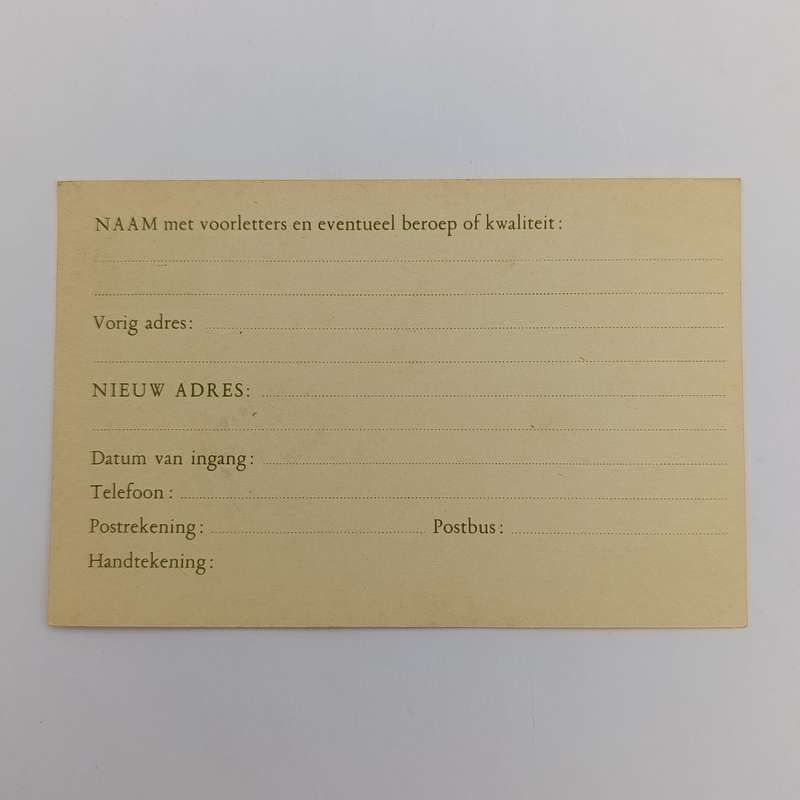 NAAM met voorletters en eventueel beroep of kwaliteit:
Vorig adres:
NIEUW ADRES:
Datum van ingang:
Telefoon:
Postrekening: Postbus:
Handtekening: